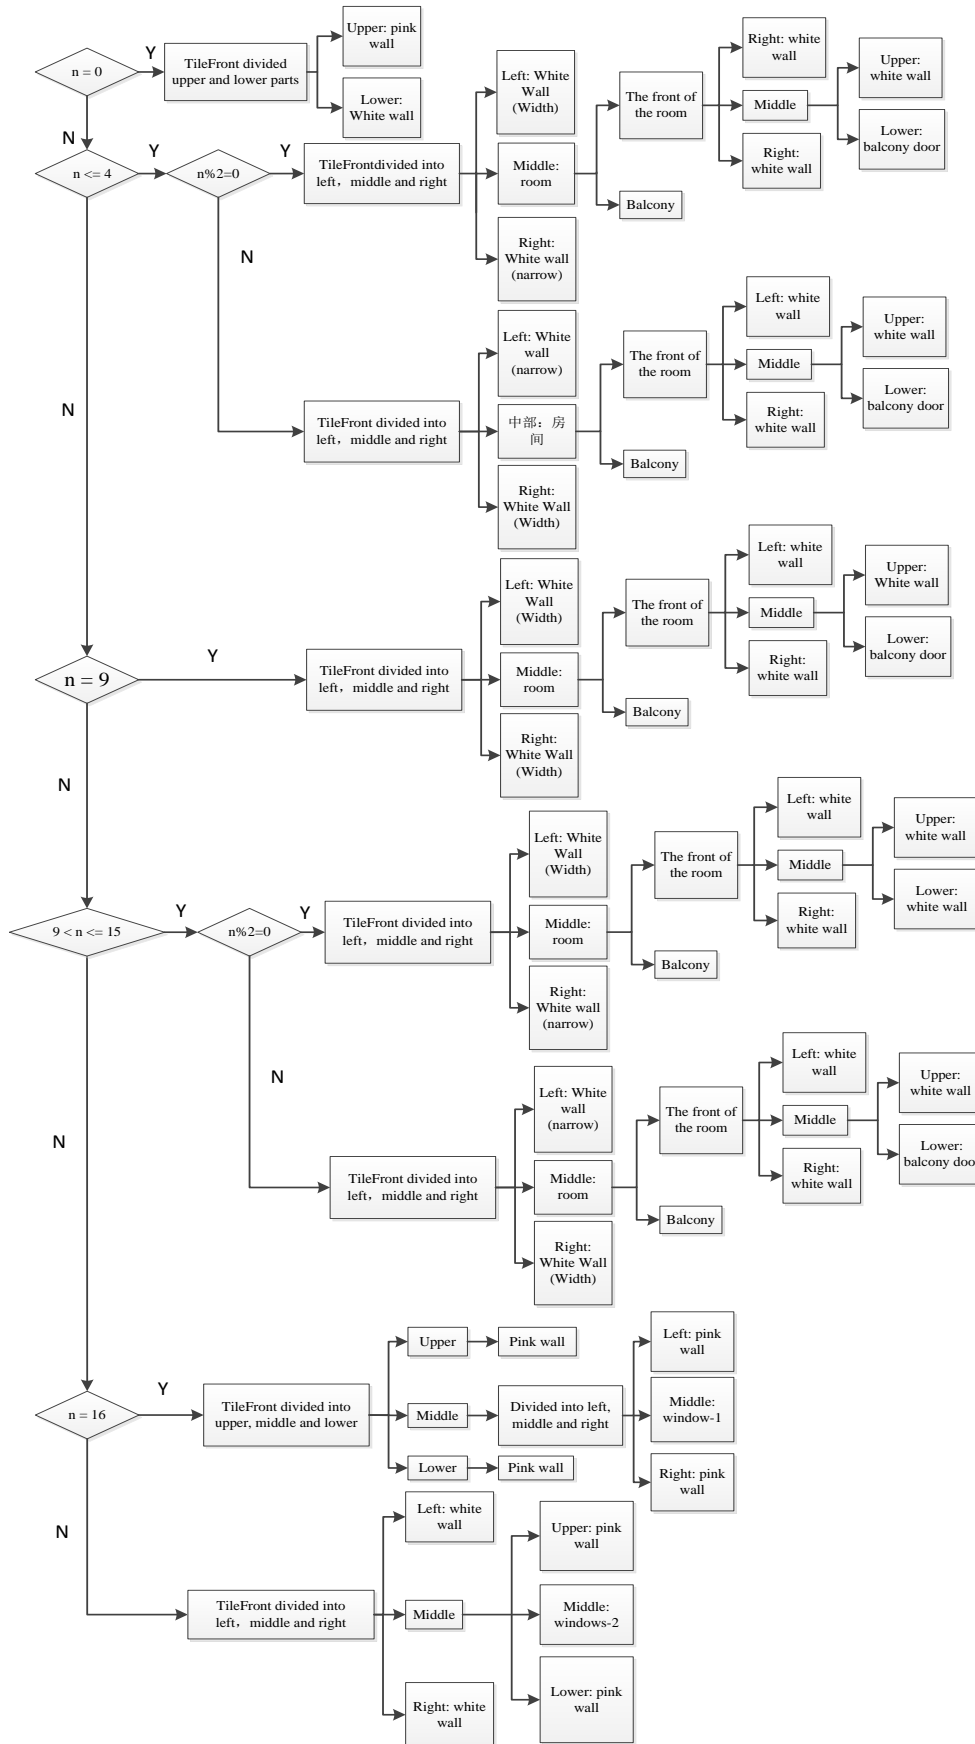 n = 0
Y
TileFront divided
upper and lower parts
Upper: pink
wall
Lower:
White wall
N
n <= 4
Y
n%2=0
Y
TileFrontdivided into
left，middle and right
Left: White
Wall
(Width)
Middle:
room
Right:
White wall
(narrow)
The front of
the room
Balcony
Right: white
wall
Middle
Right:
white wall
Upper:
white wall
Lower:
balcony door
N
TileFront divided into
left，middle and right
Left: White
wall
(narrow)
中部：房
间
Right:
White Wall
(Width)
The front of
the room
Balcony
Left: white
wall
Middle
Right:
white wall
Upper:
white wall
Lower:
balcony door
N
n = 9
Y
TileFront divided into
left，middle and right
Left: White
Wall
(Width)
Middle:
room
Right:
White Wall
(Width)
The front of
the room
Balcony
Left: white
wall
Middle
Right:
white wall
Upper:
White wall
Lower:
balcony door
N
9 < n <= 15
Y
n%2=0
Y
TileFront divided into
left，middle and right
Left: White
Wall
(Width)
Middle:
room
Right:
White wall
(narrow)
The front of
the room
Balcony
Left: white
wall
Middle
Right:
white wall
Upper:
white wall
Lower:
white wall
N
TileFront divided into
left，middle and right
Left: White
wall
(narrow)
Middle:
room
Right:
White Wall
(Width)
The front of
the room
Balcony
Left: white
wall
Middle
Right:
white wall
Upper:
white wall
Lower:
balcony doo
N
n = 16
Y
TileFront divided into
upper, middle and lower
Upper
Pink wall
Middle
Divided into left,
middle and right
Lower
Pink wall
Left: pink
wall
Middle:
window-1
Right: pink
wall
N
TileFront divided into
left，middle and right
Left: white
wall
Middle
Right: white
wall
Upper: pink
wall
Middle:
windows-2
Lower: pink
wall